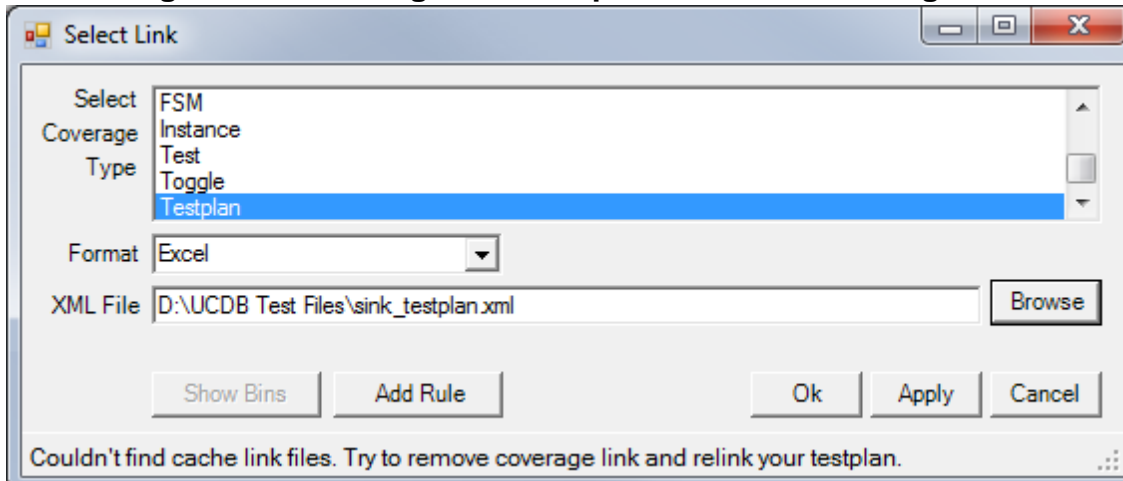 Select Link
Select
Coverage
Type
FSM
Instance
Test
Toggle
Testplan
Format
Excel
XML File
D:\UCDB Test Files\sink_testplan.xml
Browse
Show Bins
Add Rule
Ok
Apply
Cancel
Couldn't find cache link files. Try to remove coverage link and relink your testplan.